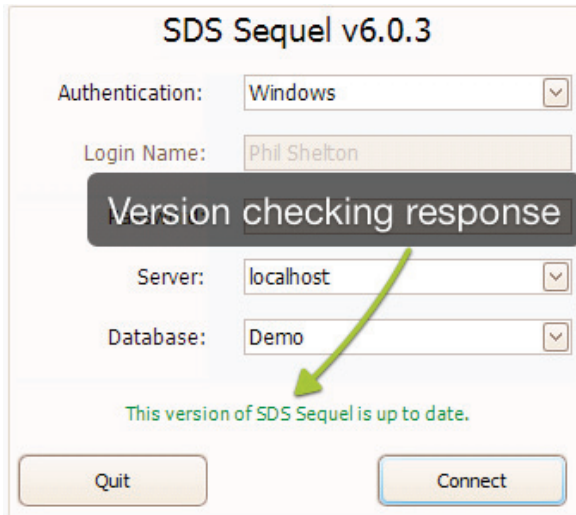 SDS Sequel v6.0.3
Authentication: Windows
Login Name: Phil Shelton
Version checking response
Server: localhost
Database: Demo
This version of SDS Sequel is up to date.
Quit Connect